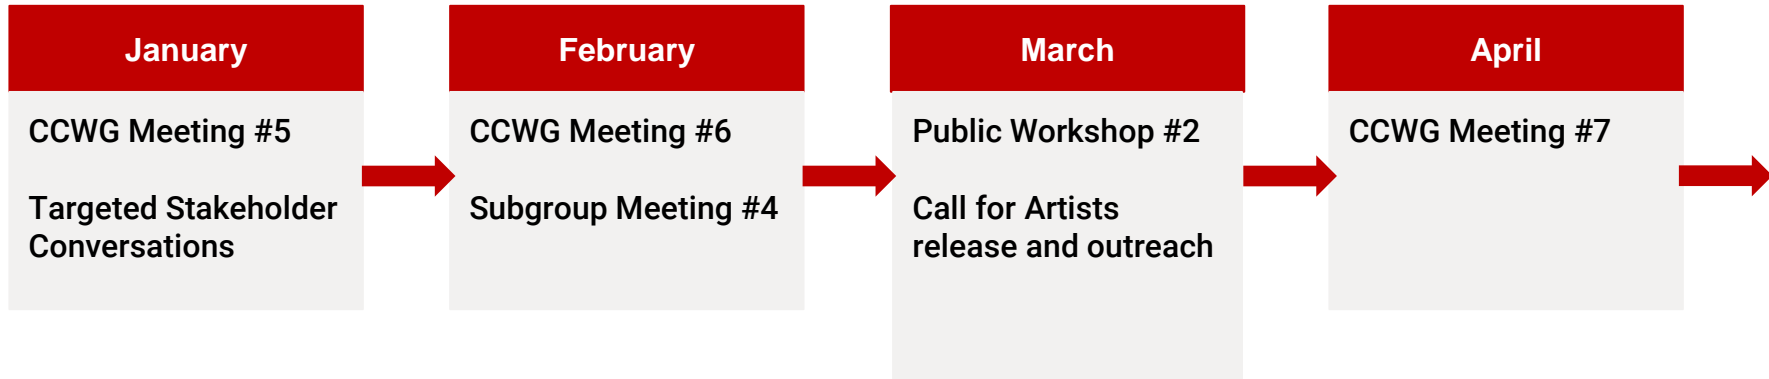 January
CCWG Meeting #5
Targeted Stakeholder
Conversations
February
CCWG Meeting #6
Subgroup Meeting #4
March
Public Workshop #2
Call for Artists
release and outreach
April
CCWG Meeting #7